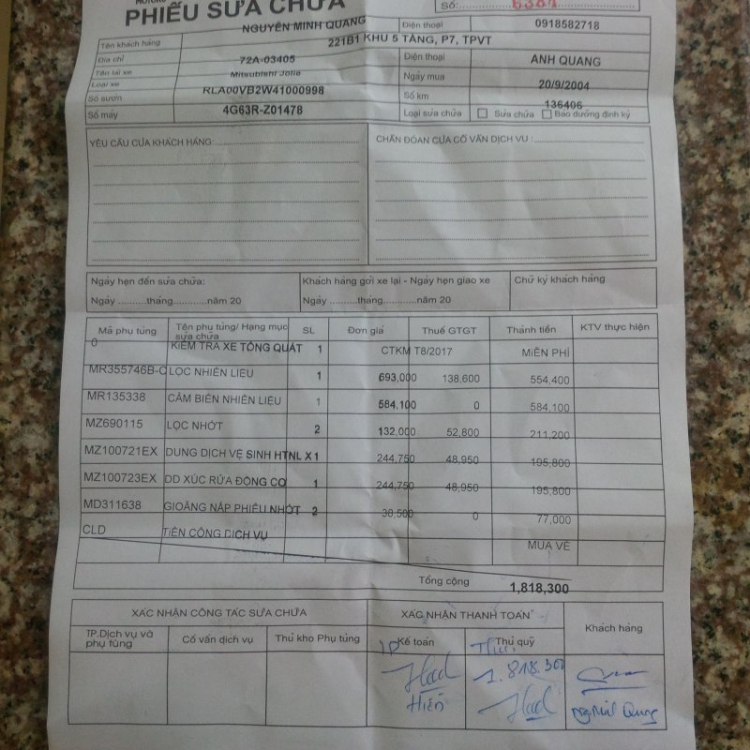 PHIẾU SỬA CHỮA
Số: 6384
Tên khách hàng NGUYỄN MINH QUANG Điện thoại 0918582718
Địa chỉ 221B1 KHU 5 TẦNG, P7, TPVT
Tên lái xe 72A-03405 Điện thoại ANH QUANG
Loại xe Mitsubishi Jolie Ngày mua 20/9/2004
Số sườn RLA00VB2W41000998 Số km 136406
Số máy 4G63R-Z01478 Loại sửa chữa Sửa chữa Bảo dưỡng định kỳ
YÊU CẦU CỦA KHÁCH HÀNG: CHẨN ĐOÁN CỦA CỐ VẤN DỊCH VỤ :
Ngày hẹn đến sửa chữa: Khách hàng gởi xe lại - Ngày hẹn giao xe Chữ ký khách hàng
Ngày ..........tháng...........năm 20 Ngày ..........tháng...........năm 20
Mã phụ tùng Tên phụ tùng/ Hạng mục sửa chữa SL Đơn giá Thuế GTGT Thành tiền KTV thực hiện
0 KIỂM TRA XE TỔNG QUÁT 1 CTKM T8/2017 MIỄN PHÍ
MR355746B-C LỌC NHIÊN LIỆU 1 693,000 138,600 554,400
MR135338 CẢM BIẾN NHIÊN LIỆU 1 584,100 0 584,100
MZ690115 LỌC NHỚT 2 132,000 52,800 211,200
MZ100721EX DUNG DỊCH VỆ SINH HTNL X 1 244,750 48,950 195,800
MZ100723EX DD XÚC RỬA ĐỘNG CƠ 1 244,750 48,950 195,800
MD311638 GIOĂNG NẮP PHIỄU NHỚT 2 38,500 0 77,000
CLD TIỀN CÔNG DỊCH VỤ MUA VỀ
Tổng cộng 1,818,300
XÁC NHẬN CÔNG TÁC SỬA CHỮA XÁC NHẬN THANH TOÁN Khách hàng
TP.Dịch vụ và phụ tùng Cố vấn dịch vụ Thủ kho Phụ tùng Kế toán Thủ quỹ
1.818.300
Hiền